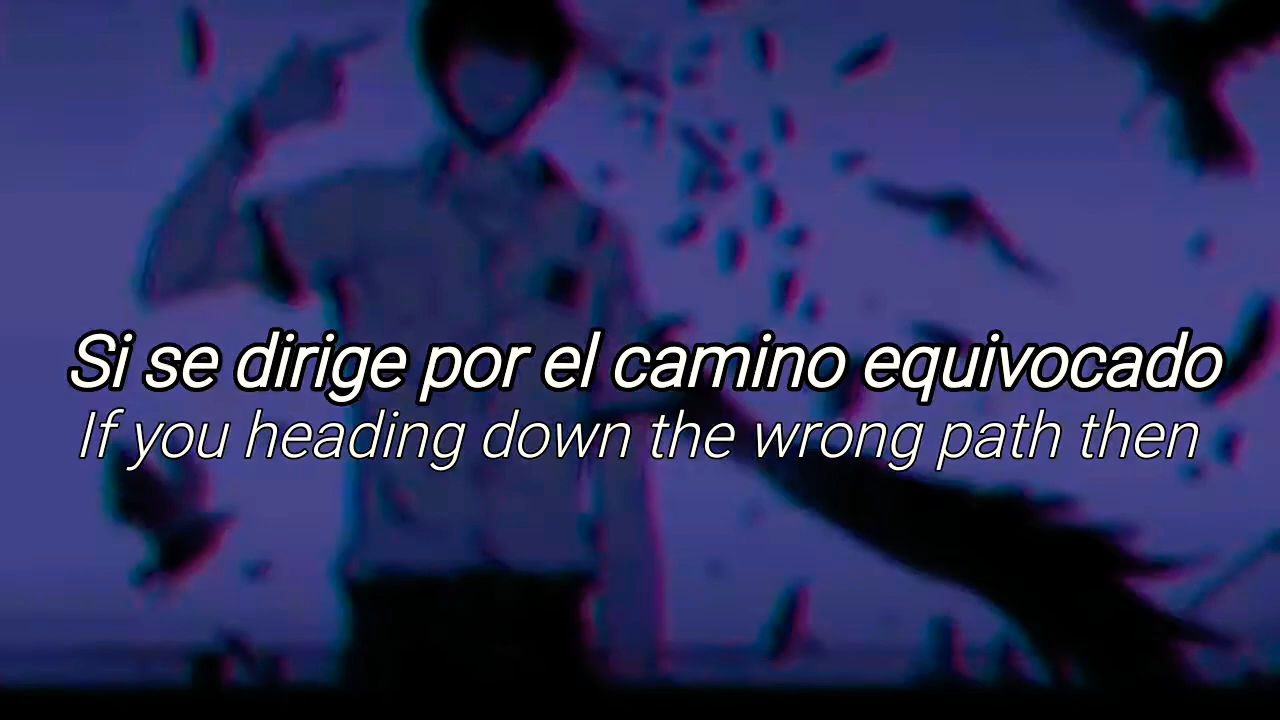 Si se dirige por el camino equivocado
If you heading down the wrong path then